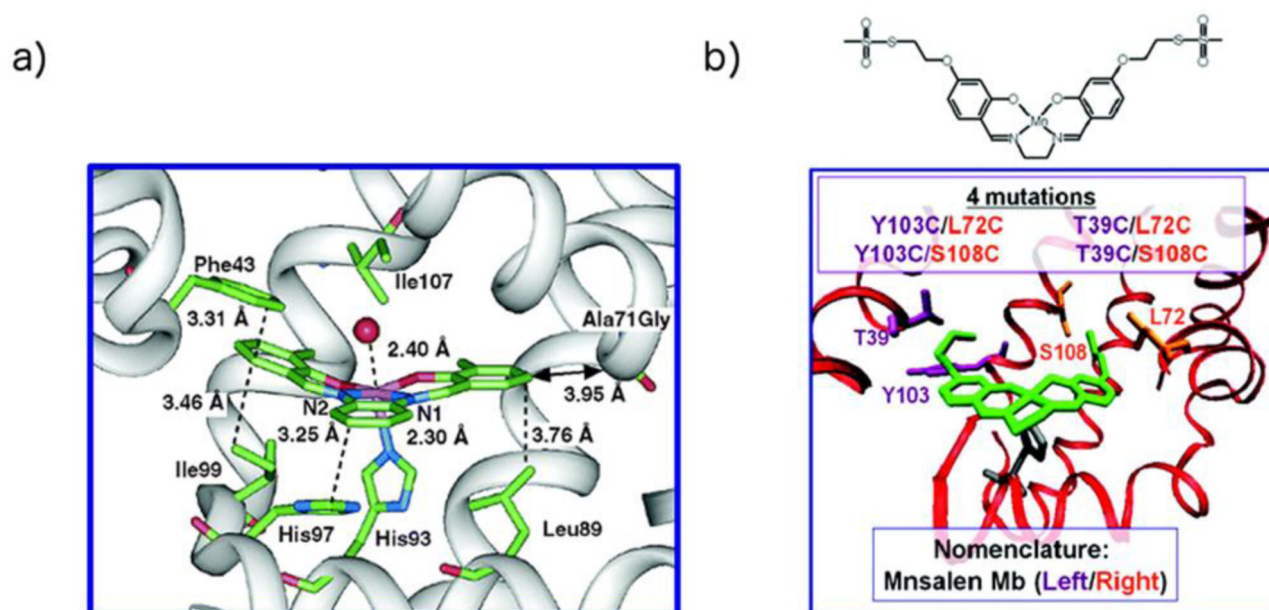 a)
Phe43
3.31 Å
Ile107
2.40 Å
Ala71Gly
3.95 Å
3.46 Å
N2
N1
3.25 Å
2.30 Å
3.76 Å
Ile99
His97
His93
Leu89
b)
O
O
S
S
S
S
O
O
O
O
O
O
Mn
N
N
4 mutations
Y103C/L72C T39C/L72C
Y103C/S108C T39C/S108C
T39
L72
S108
Y103
Nomenclature:
Mnsalen Mb (Left/Right)